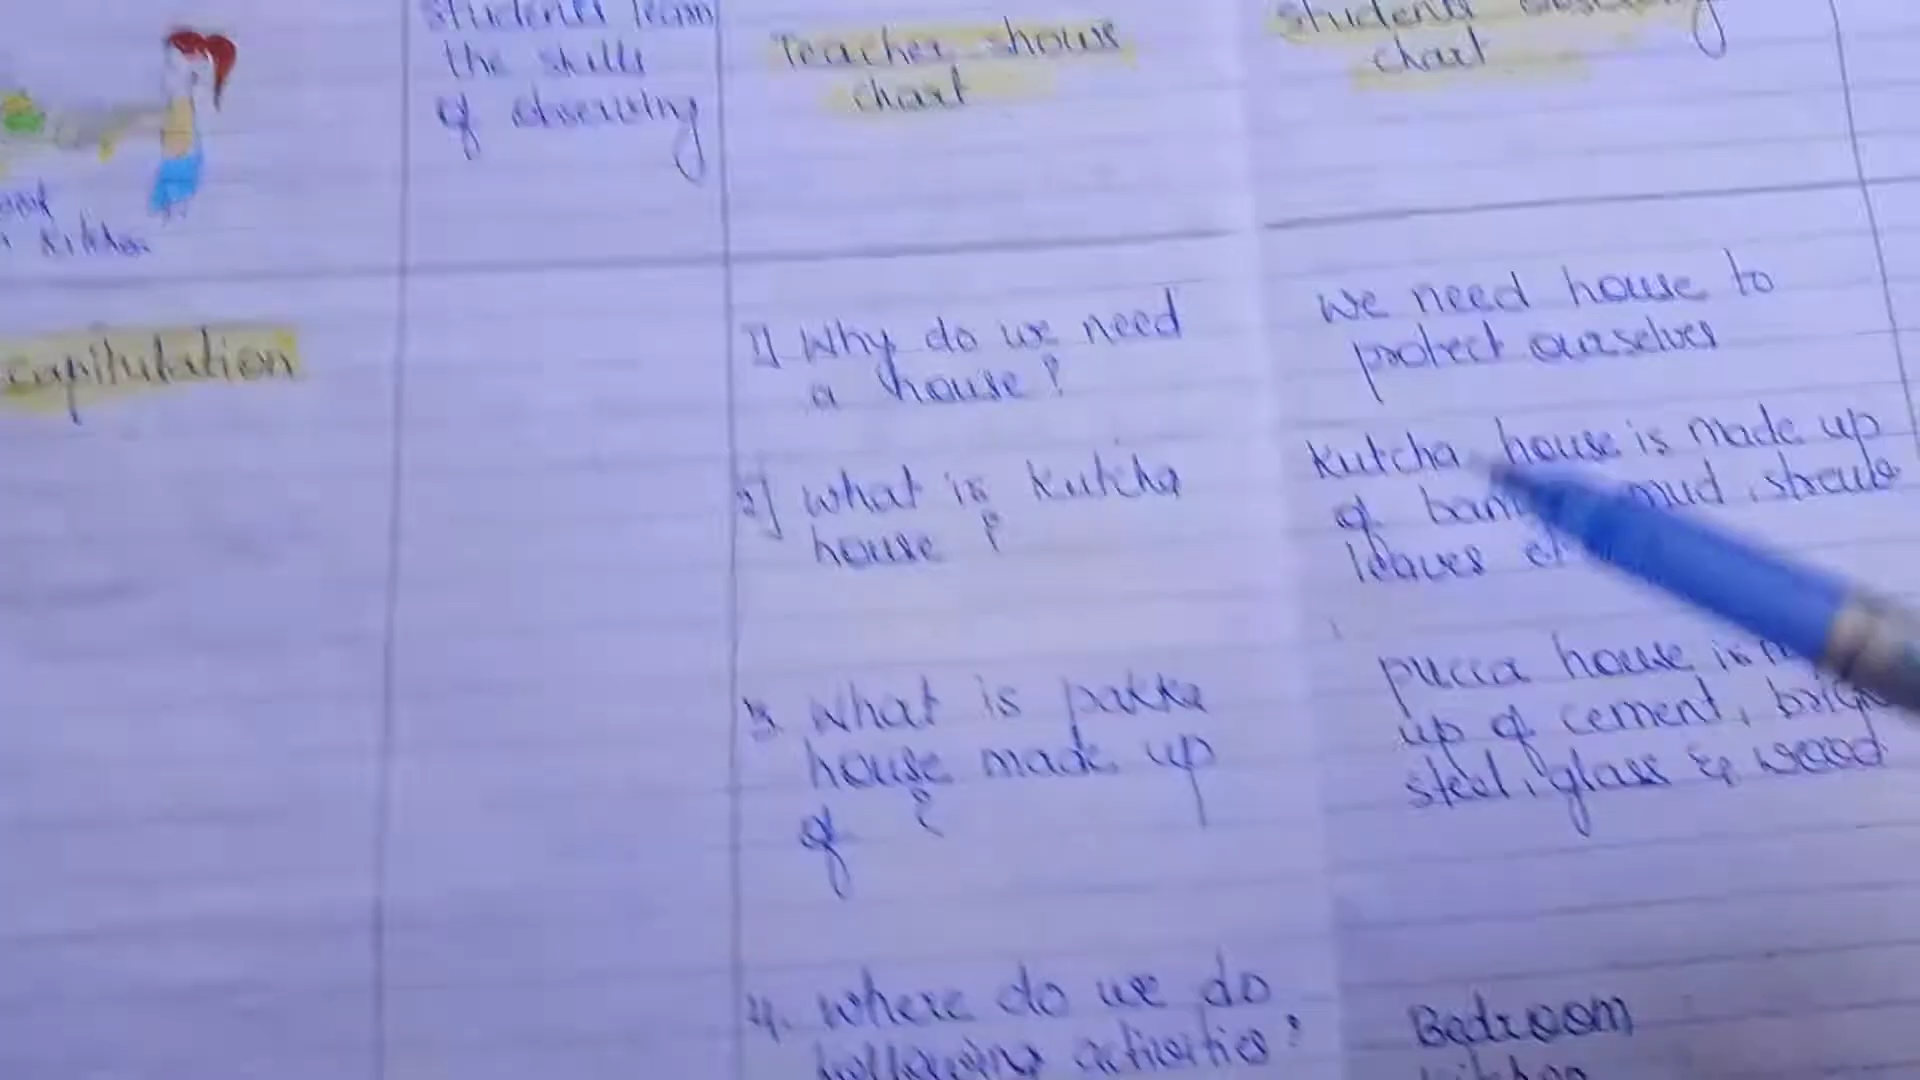 students learn
the skills
of observing
Teacher shows
chart
students observing
chart
kitchen
capitulation
1) Why do we need
a house?
2) what is kutcha
house?
3. What is pakka
house made up
of?
4. where do we do
following activities?
we need house to
protect ourselves
Kutcha house is made up
of mud, straws
leaves
pucca house is
up of cement,
steel, glass & wood
Bedroom
kitchen